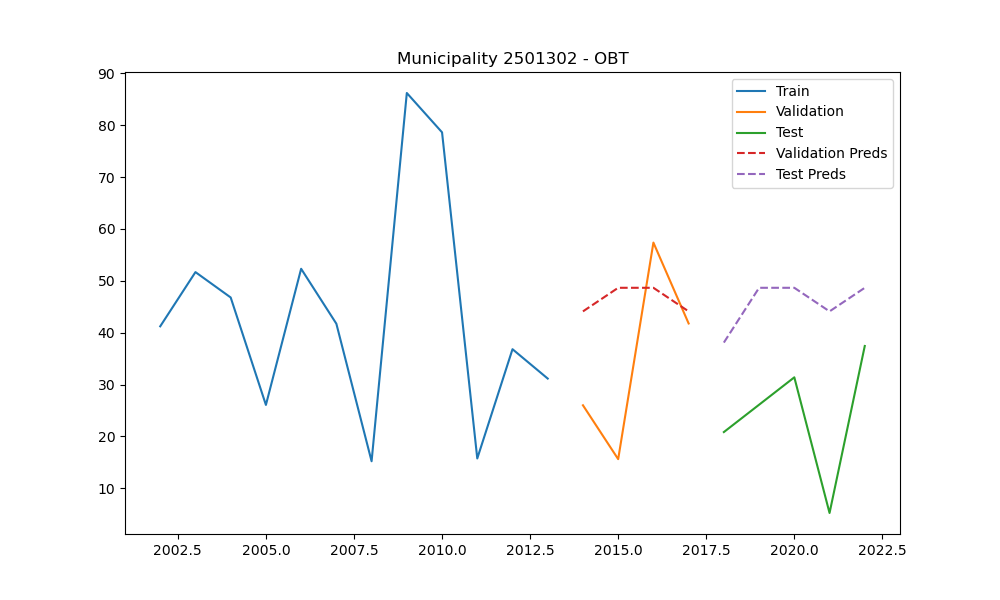 Municipality 2501302 - OBT
90
80
70
60
50
40
30
20
10
Train
Validation
Test
Validation Preds
Test Preds
2002.5 2005.0 2007.5 2010.0 2012.5 2015.0 2017.5 2020.0 2022.5